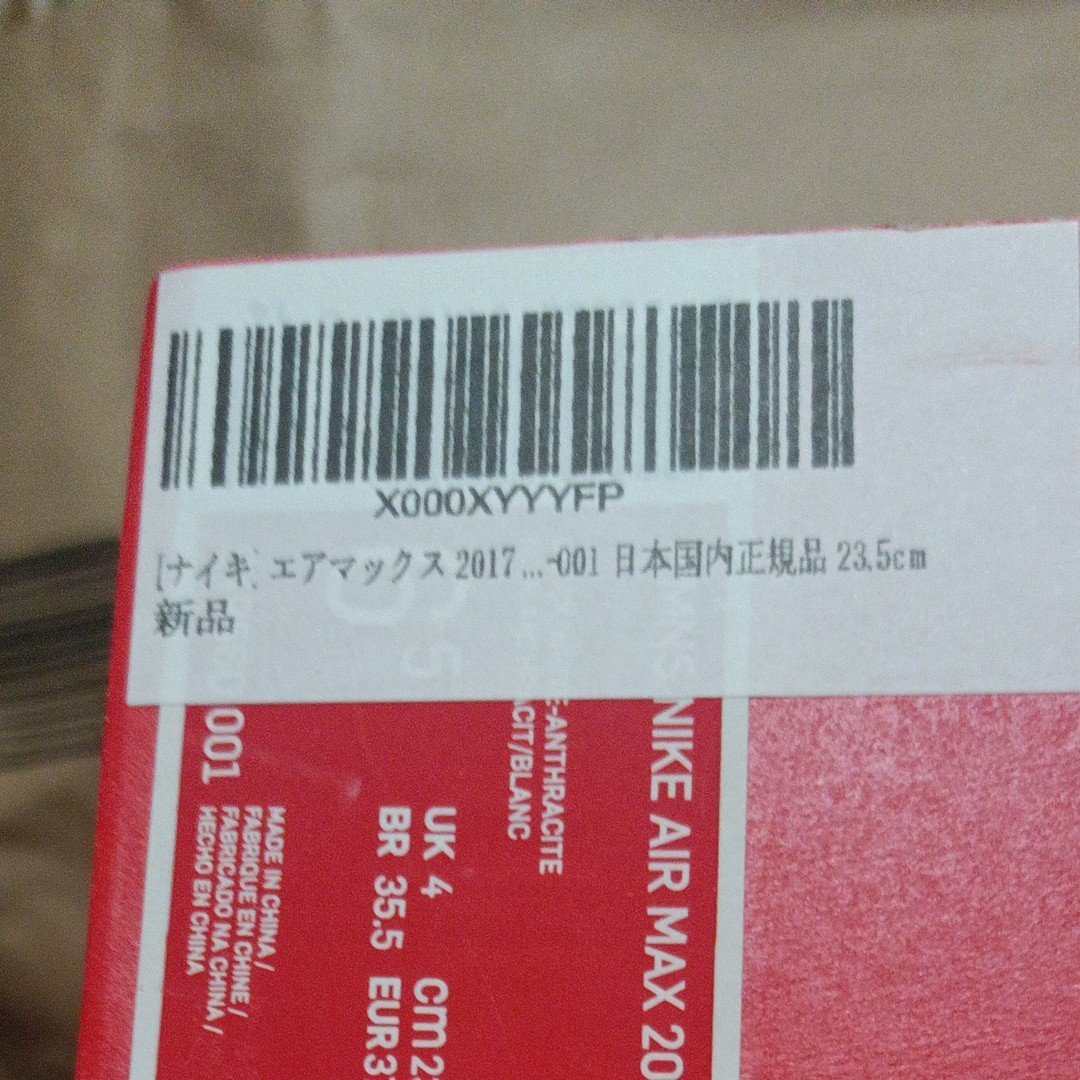 X000XYYYFP
[ナイキ] エアマックス 2017 ...-001 日本国内正規品 23.5cm
新品
WMNS NIKE AIR MAX 20
-ANTHRACITE
/BLANC
UK 4 cm
BR 35.5 EUR
001
MADE IN CHINA /
FABRIQUE EN CHINE /
FABRICADO NA CHINA /
HECHO EN CHINA